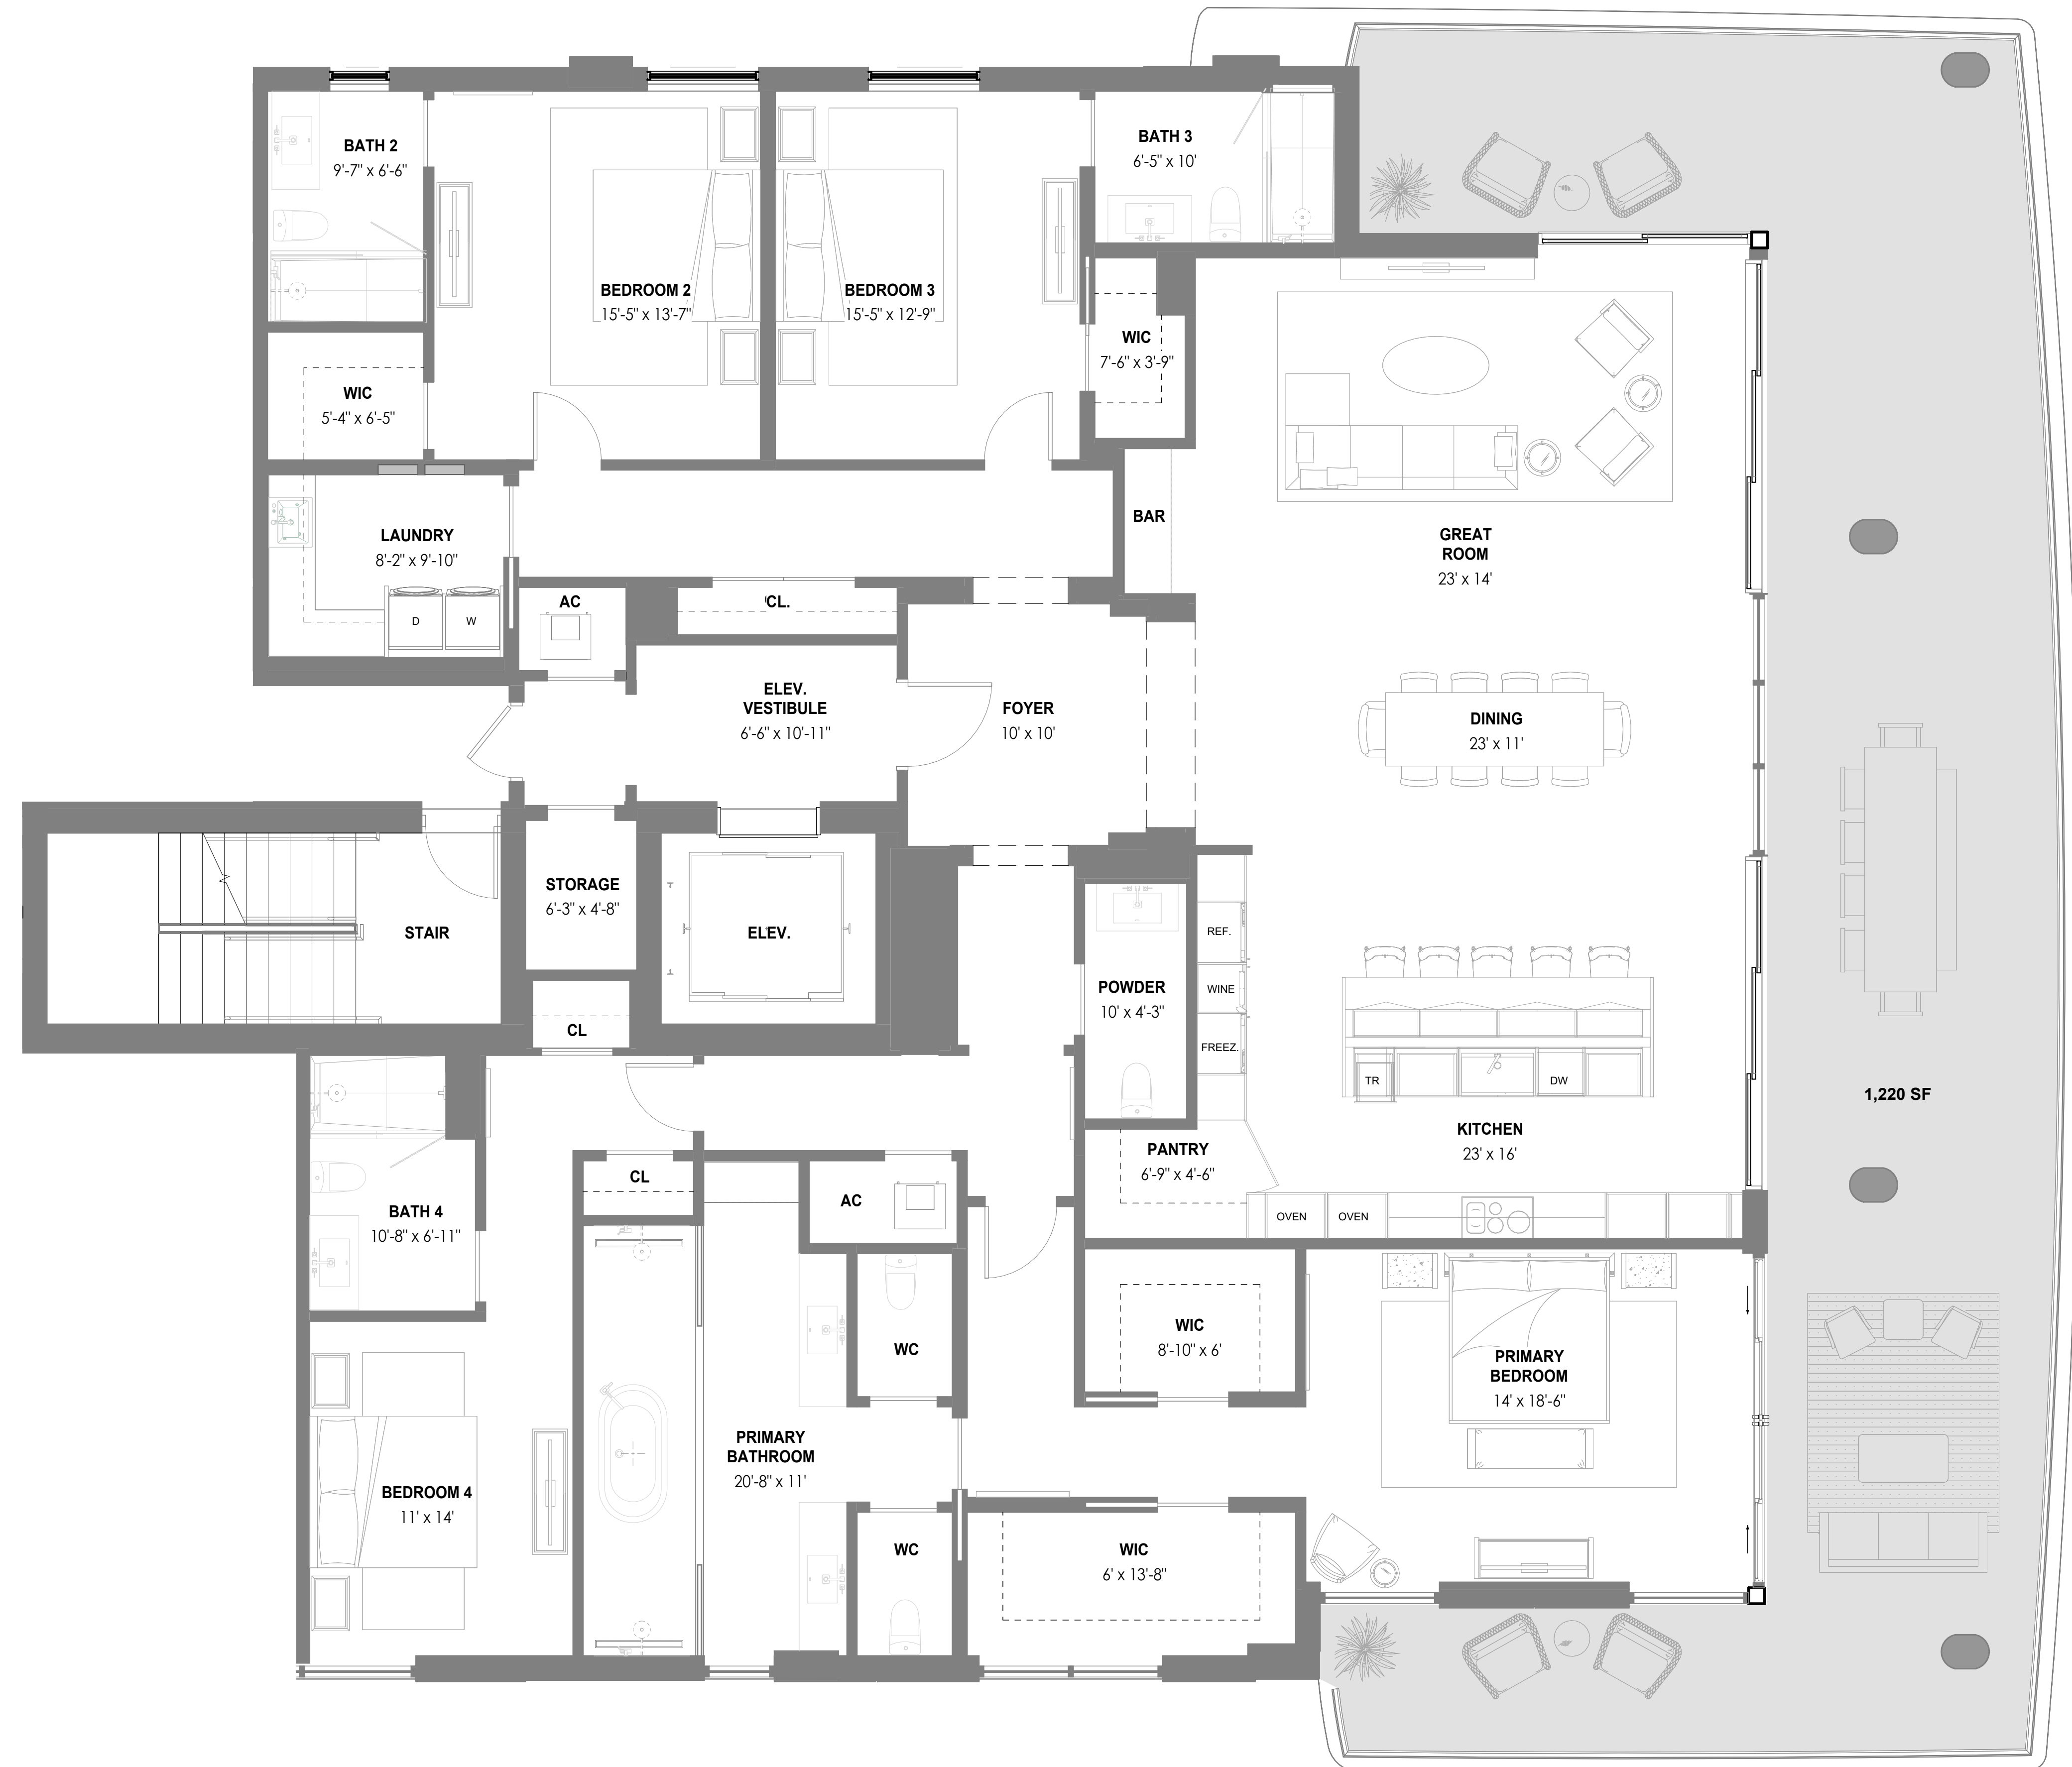 BATH 2
9'-7" x 6'-6"
BATH 3
6'-5" x 10'
BEDROOM 2
15'-5" x 13'-7"
BEDROOM 3
15'-5" x 12'-9"
WIC
7'-6" x 3'-9"
WIC
5'-4" x 6'-5"
LAUNDRY
8'-2" x 9'-10"
D
W
BAR
GREAT
ROOM
23' x 14'
AC
CL.
ELEV.
VESTIBULE
6'-6" x 10'-11"
FOYER
10' x 10'
DINING
23' x 11'
STORAGE
6'-3" x 4'-8"
STAIR
ELEV.
REF.
WINE
FREEZ.
POWDER
10' x 4'-3"
CL
TR
DW
1,220 SF
KITCHEN
23' x 16'
PANTRY
6'-9" x 4'-6"
CL
AC
BATH 4
10'-8" x 6'-11"
OVEN
OVEN
WC
WIC
8'-10" x 6'
PRIMARY
BEDROOM
14' x 18'-6"
PRIMARY
BATHROOM
20'-8" x 11'
BEDROOM 4
11' x 14'
WC
WIC
6' x 13'-8"